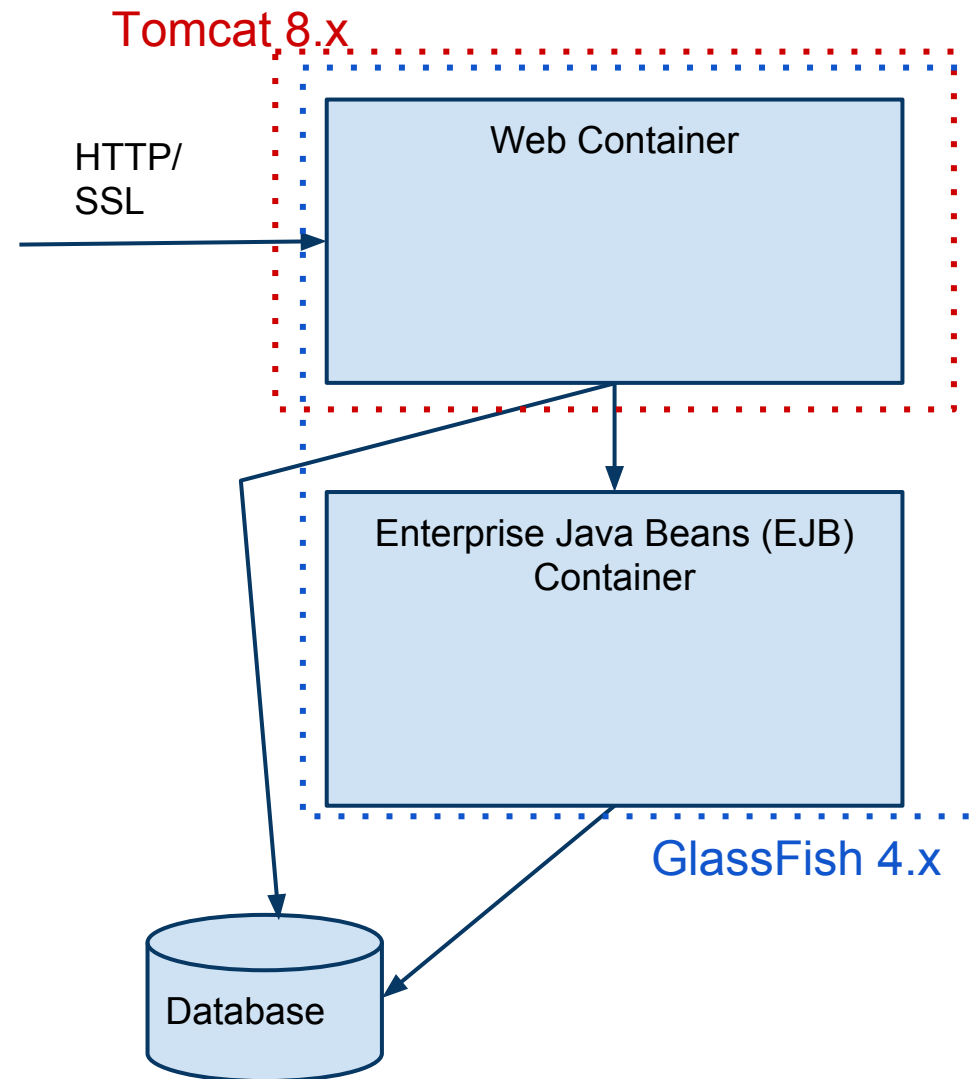 Tomcat 8.x
Web Container
HTTP/
SSL
Enterprise Java Beans (EJB)
Container
GlassFish 4.x
Database